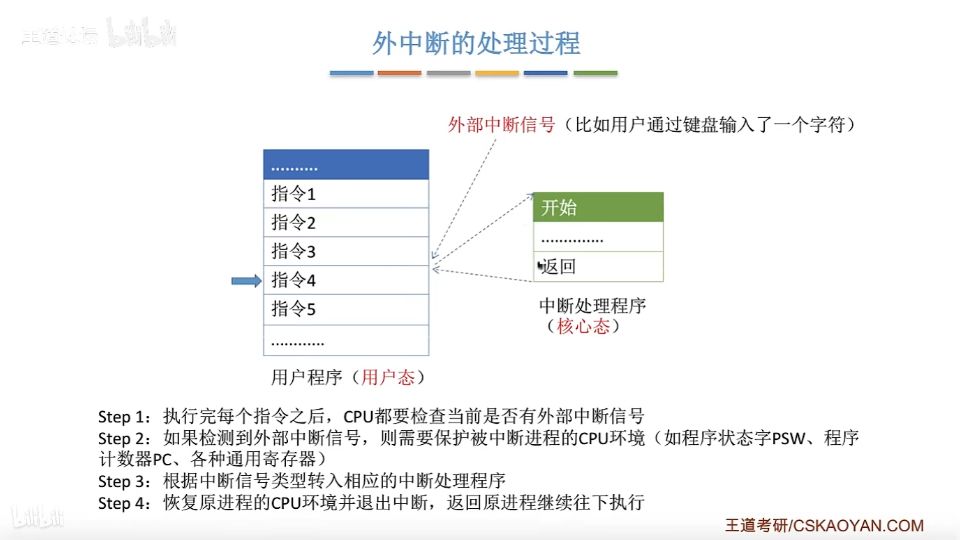 王道考研 bilibili
外中断的处理过程
外部中断信号（比如用户通过键盘输入了一个字符）
..........
指令1
指令2
指令3
指令4
指令5
............
用户程序（用户态）
开始
..............
返回
中断处理程序
（核心态）
Step 1：执行完每个指令之后，CPU都要检查当前是否有外部中断信号
Step 2：如果检测到外部中断信号，则需要保护被中断进程的CPU环境（如程序状态字PSW、程序
计数器PC、各种通用寄存器）
Step 3：根据中断信号类型转入相应的中断处理程序
Step 4：恢复原进程的CPU环境并退出中断，返回原进程继续往下执行
bilibili
王道考研/CSKAOYAN.COM